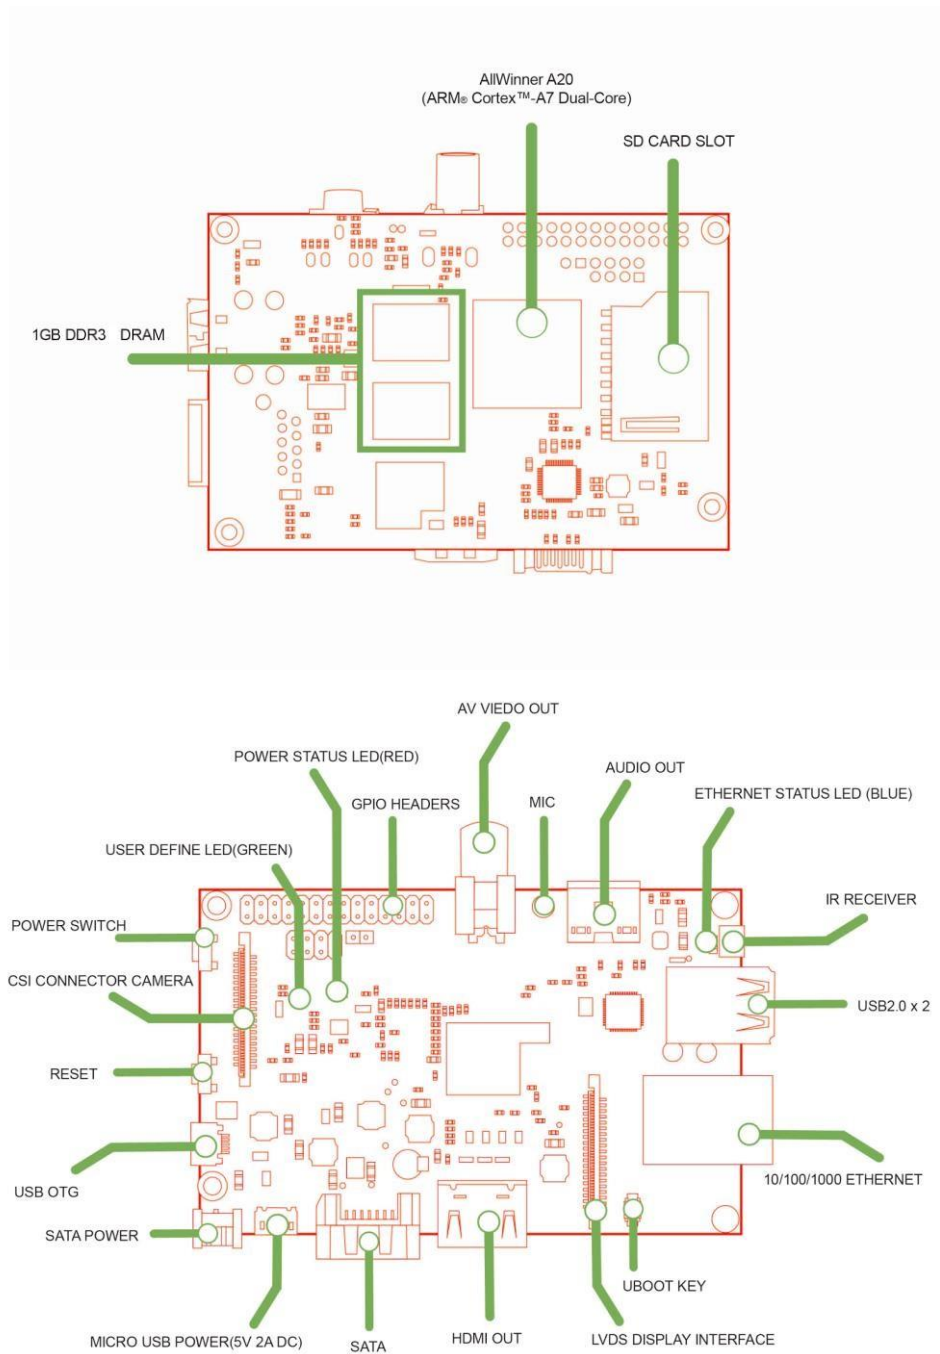 AllWinner A20
(ARM® Cortex™-A7 Dual-Core)
SD CARD SLOT
1GB DDR3 DRAM
AV VIEDO OUT
POWER STATUS LED(RED)
AUDIO OUT
ETHERNET STATUS LED (BLUE)
GPIO HEADERS
MIC
USER DEFINE LED(GREEN)
IR RECEIVER
POWER SWITCH
CSI CONNECTOR CAMERA
USB2.0 x 2
RESET
10/100/1000 ETHERNET
USB OTG
SATA POWER
UBOOT KEY
MICRO USB POWER(5V 2A DC)
SATA
HDMI OUT
LVDS DISPLAY INTERFACE